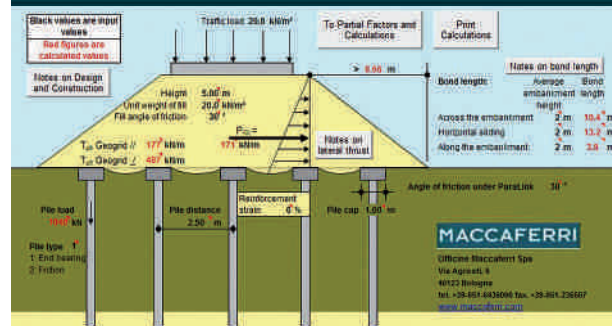 Black values are input
values
Red figures are
calculated values
Notes on Design
and Construction
Traffic load 20.0 kN/m²
To Partial Factors and
Calculations
Print
Calculations
Notes on bond length
Bond length:
Average
embankment
height
Bond
length
Across the embankment 2 m 10.4 m
Horizontal sliding 2 m 13.2 m
Along the embankment 2 m 3.6 m
Height 5.00 m
Unit weight of fill 20.0 kN/m³
Fill angle of friction 30 °
T Geogrid // 177 kN/m
T Geogrid 487 kN/m
171 kN/m
Notes on
lateral thrust
Reinforcement
strain 6 %
Angle of friction under ParaLink 30 °
Pile load
kN
Pile distance
2.50 m
Pile cap 1.00 m
Pile type 1
1: End bearing
2: Friction
MACCAFERRI
Officine Maccaferri Spa
Via Agresti, 6
40123 Bologna
www.maccaferri.com